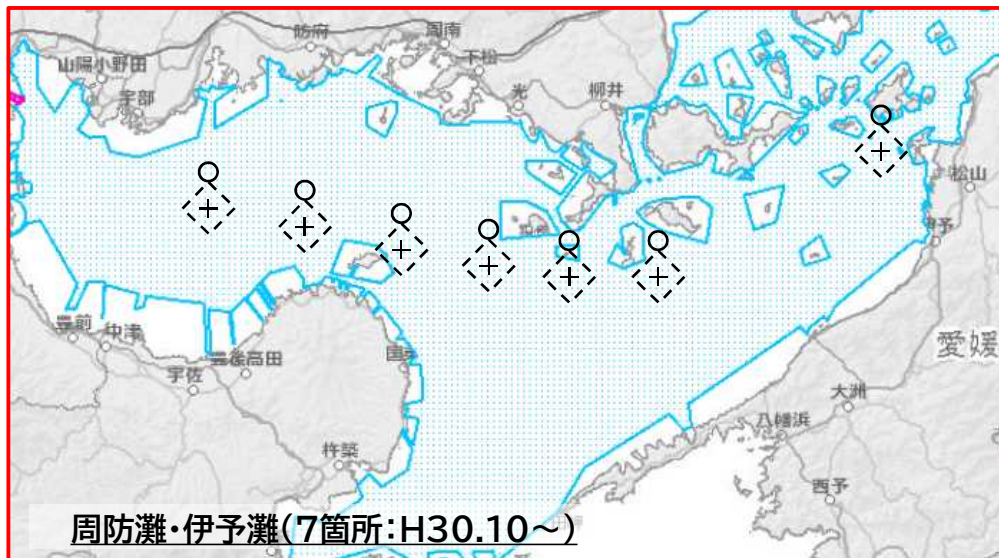 防府
周南
下松
山陽小野田
宇部
光
柳井
Q
Q
Q
Q
Q
Q
Q
松山
伊予
豊前
中津
豊後高田
宇佐
国東
愛媛
大洲
八幡浜
杵築
西予
周防灘・伊予灘(7箇所:H30.10~)